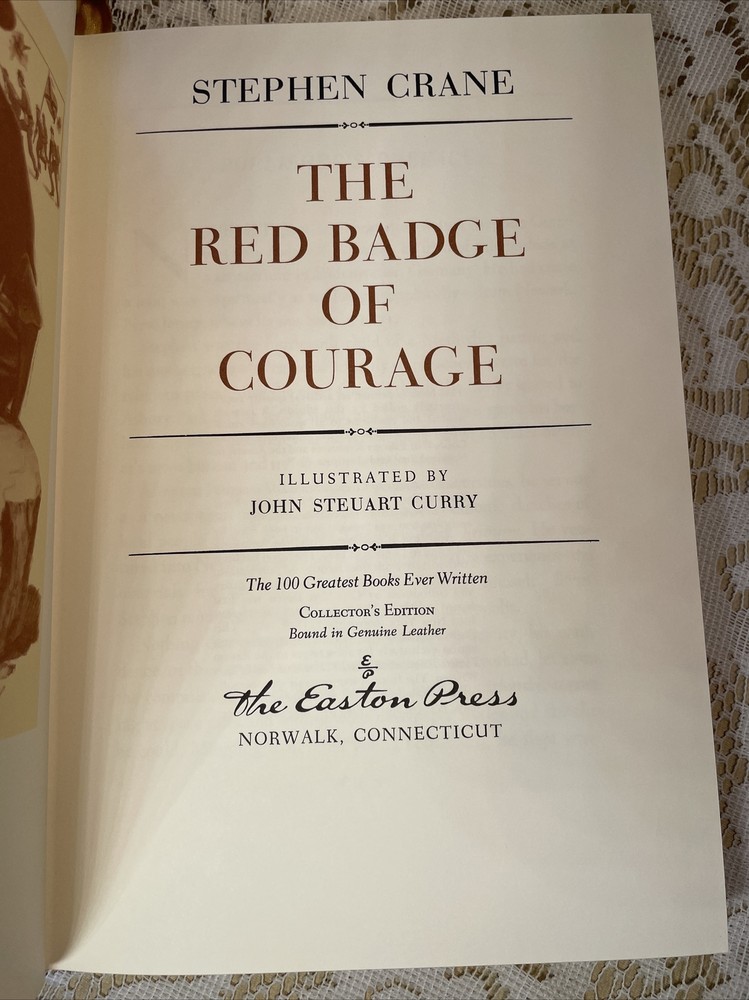 STEPHEN CRANE
THE
RED BADGE
OF
COURAGE
ILLUSTRATED BY
JOHN STEUART CURRY
The 100 Greatest Books Ever Written
COLLECTOR'S EDITION
Bound in Genuine Leather
E
P
The Easton Press
NORWALK, CONNECTICUT